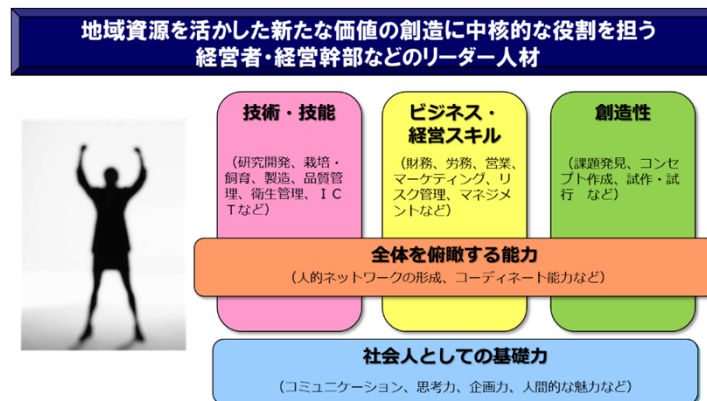 地域資源を活かした新たな価値の創造に中核的な役割を担う
経営者・経営幹部などのリーダー人材
技術・技能
（研究開発、栽培・
飼育、製造、品質管
理、衛生管理、ＩＣ
Ｔなど）
ビジネス・
経営スキル
（財務、労務、営業、
マーケティング、リ
スク管理、マネジメ
ントなど）
創造性
（課題発見、コンセ
プト作成、試作・試
行　など）
全体を俯瞰する能力
（人的ネットワークの形成、コーディネート能力など）
社会人としての基礎力
（コミュニケーション、思考力、企画力、人間的な魅力など）